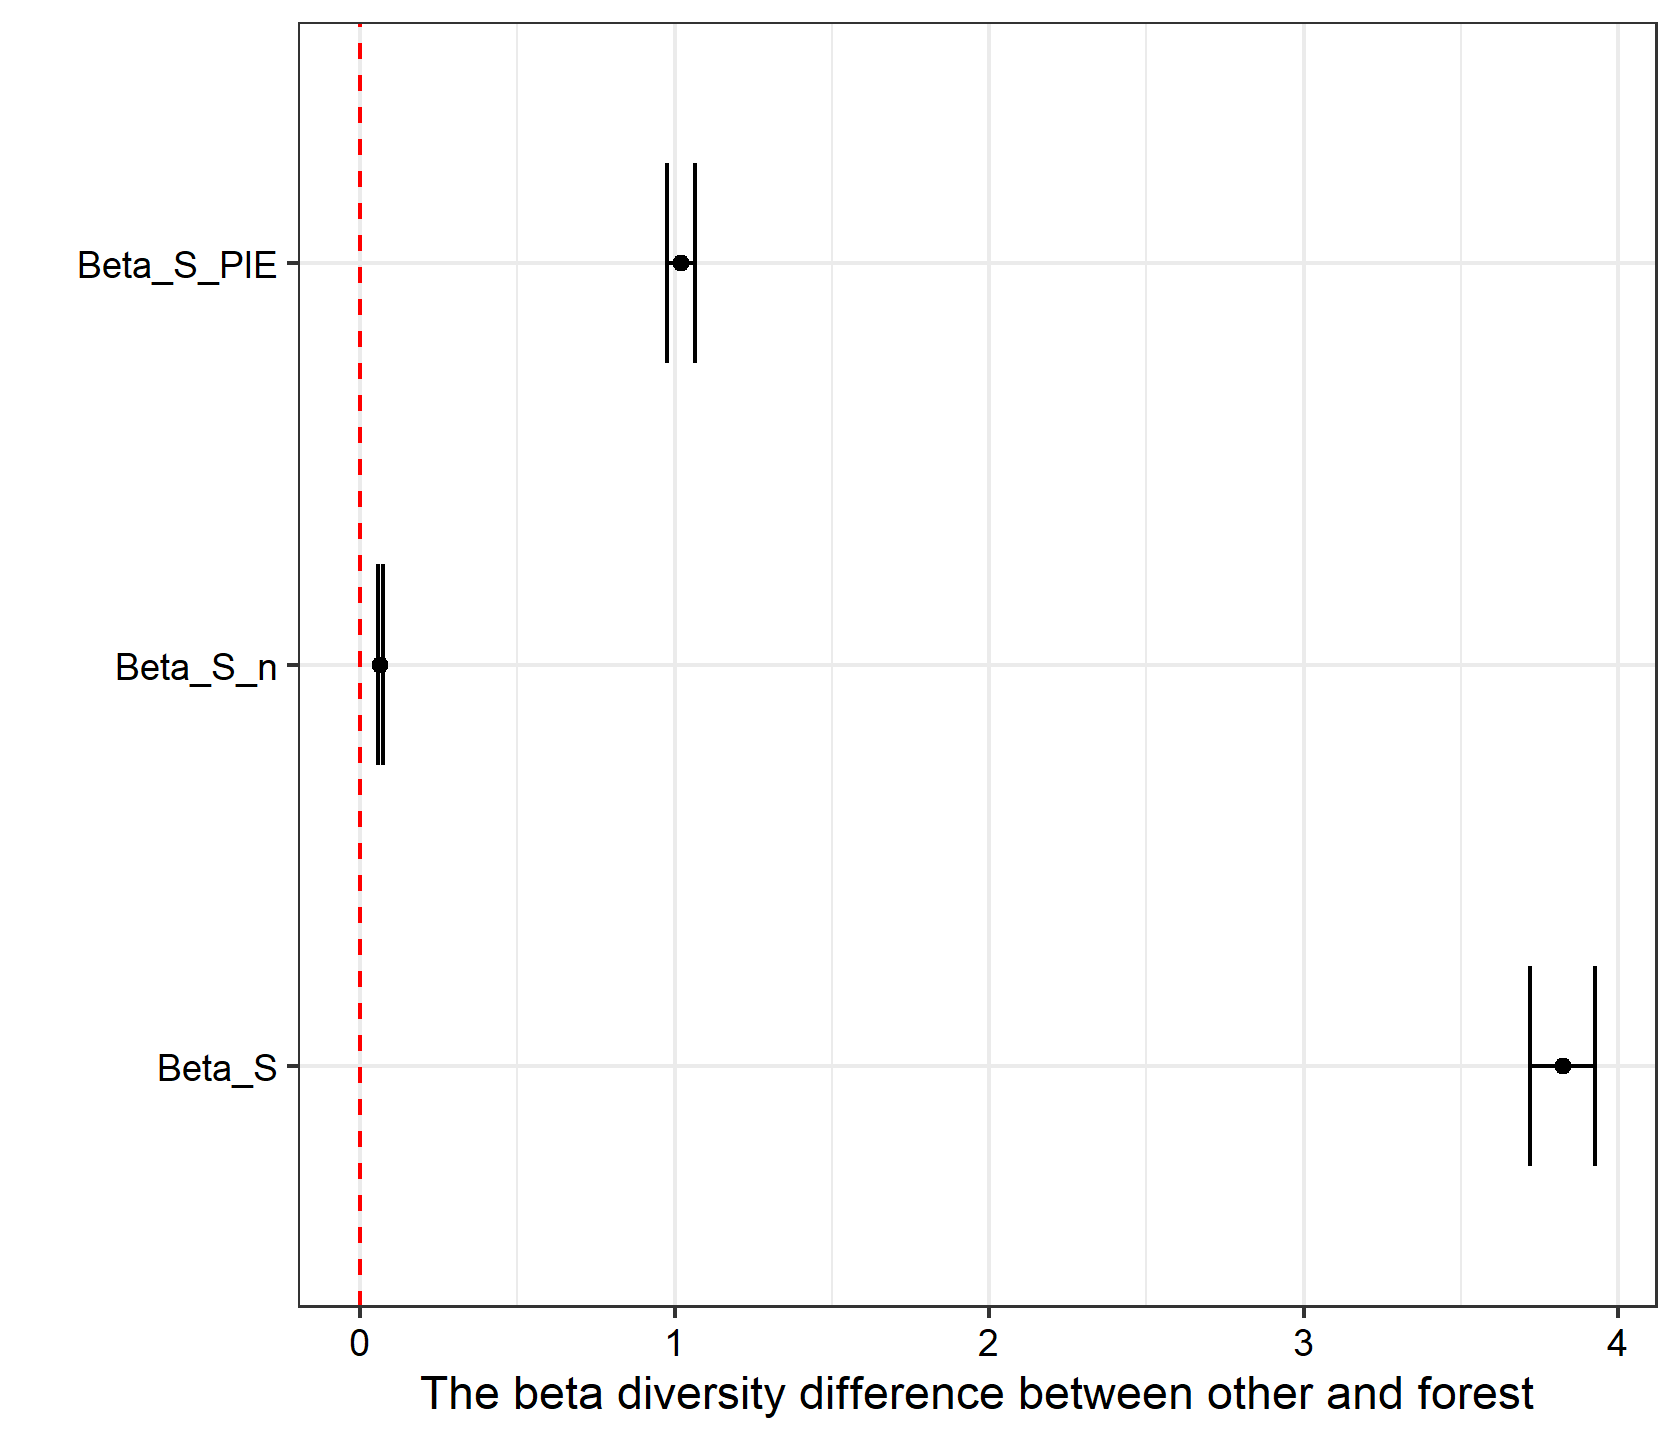 Beta_S_PIE
Beta_S_n
Beta_S
0 1 2 3 4
The beta diversity difference between other and forest